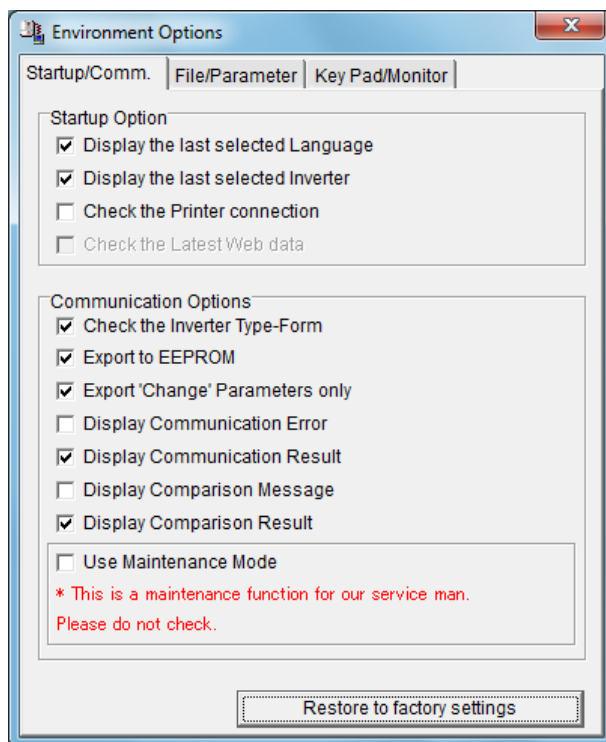 Environment Options
Startup/Comm. File/Parameter Key Pad/Monitor
Startup Option
Display the last selected Language
Display the last selected Inverter
Check the Printer connection
Check the Latest Web data
Communication Options
Check the Inverter Type-Form
Export to EEPROM
Export 'Change' Parameters only
Display Communication Error
Display Communication Result
Display Comparison Message
Display Comparison Result
Use Maintenance Mode
* This is a maintenance function for our service man.
Please do not check.
Restore to factory settings